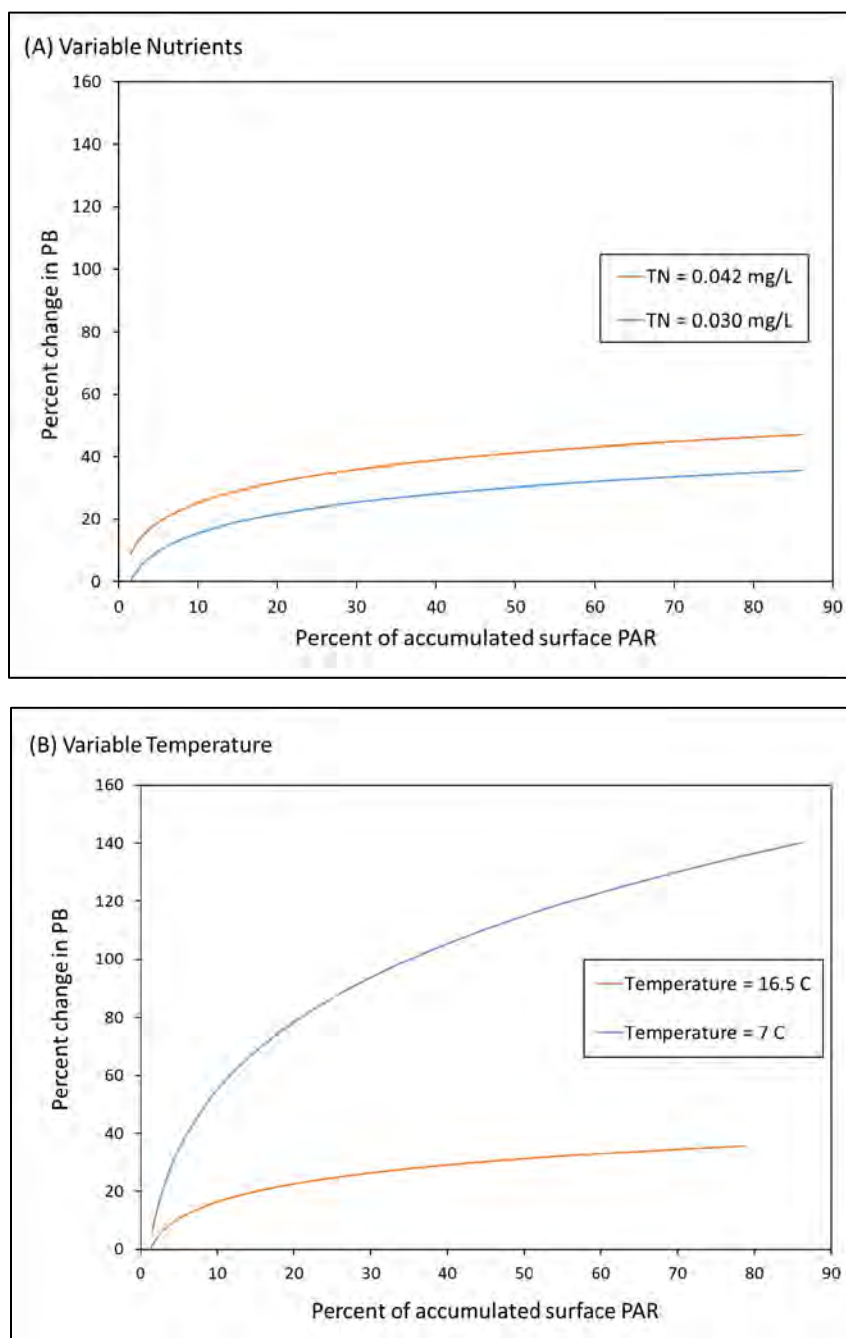 (A) Variable Nutrients
160
140
120
100
80
60
40
20
0
Percent change in PB
TN = 0.042 mg/L
TN = 0.030 mg/L
0 10 20 30 40 50 60 70 80 90
Percent of accumulated surface PAR
(B) Variable Temperature
160
140
120
100
80
60
40
20
0
Percent change in PB
Temperature = 16.5 C
Temperature = 7 C
0 10 20 30 40 50 60 70 80 90
Percent of accumulated surface PAR